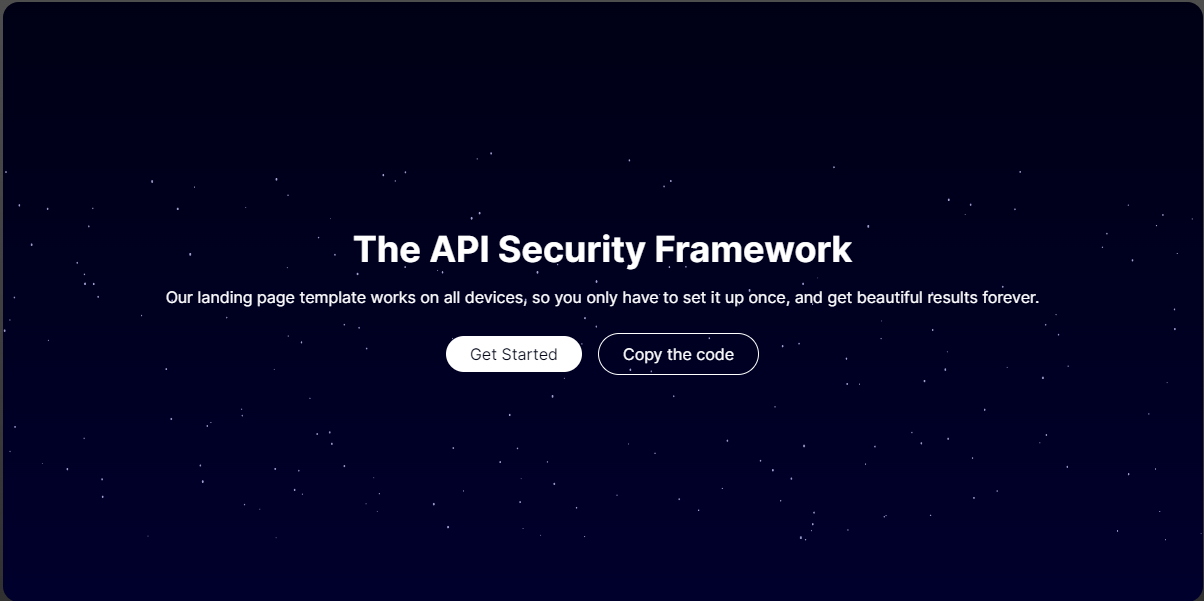 The API Security Framework
Our landing page template works on all devices, so you only have to set it up once, and get beautiful results forever.
Get Started
Copy the code